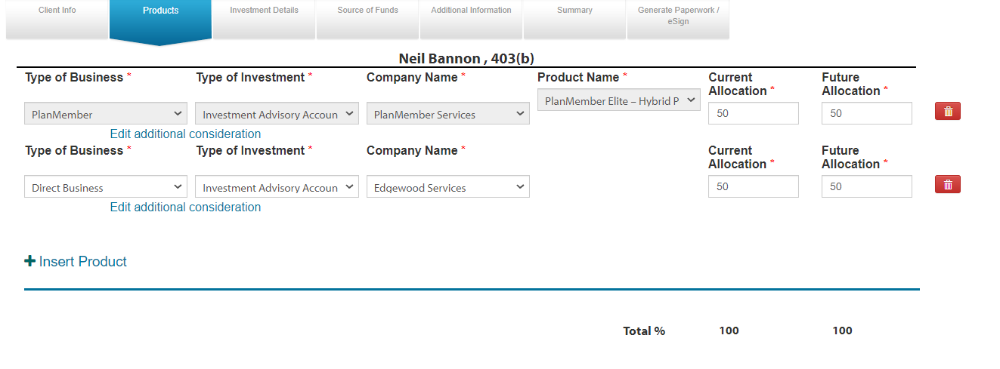 Client Info
Products
Investment Details
Source of Funds
Additional Information
Summary
Generate Paperwork /
eSign
Neil Bannon , 403(b)
Type of Business *
Type of Investment *
Company Name *
Product Name *
Current
Allocation *
Future
Allocation *
PlanMember
Investment Advisory Accoun
PlanMember Services
PlanMember Elite – Hybrid P
50
50
Edit additional consideration
Type of Business *
Type of Investment *
Company Name *
Current
Allocation *
Future
Allocation *
Direct Business
Investment Advisory Accoun
Edgewood Services
50
50
Edit additional consideration
+ Insert Product
Total % 100 100